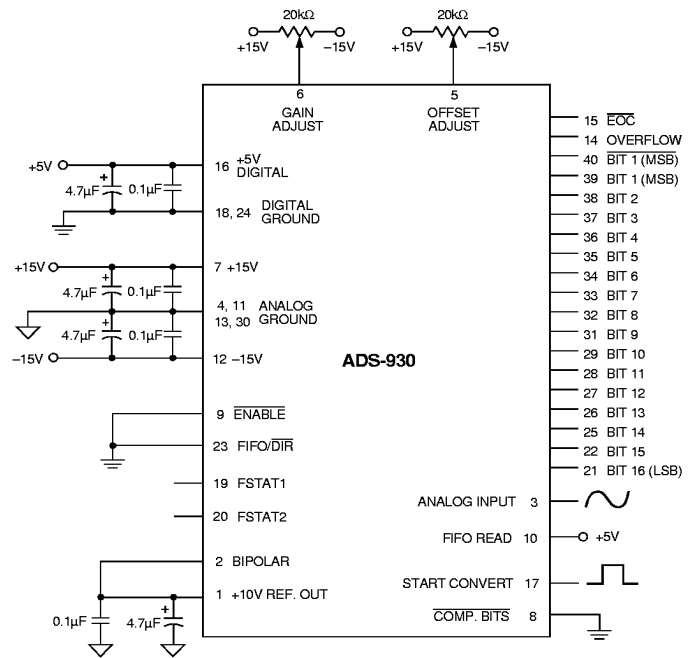 20kΩ
20kΩ
+15V
–15V
+15V
–15V
6
5
GAIN
ADJUST
OFFSET
ADJUST
15 EOC
14 OVERFLOW
40 BIT 1 (MSB)
39 BIT 1 (MSB)
38 BIT 2
37 BIT 3
36 BIT 4
35 BIT 5
34 BIT 6
33 BIT 7
32 BIT 8
31 BIT 9
29 BIT 10
28 BIT 11
27 BIT 12
26 BIT 13
25 BIT 14
22 BIT 15
21 BIT 16 (LSB)
+5V
16 +5V
DIGITAL
+
4.7µF
0.1µF
18, 24 DIGITAL
GROUND
+15V
7 +15V
+
4.7µF
0.1µF
4, 11 ANALOG
13, 30 GROUND
+
4.7µF
0.1µF
–15V
12 –15V
ADS-930
9 ENABLE
23 FIFO/DIR
19 FSTAT1
20 FSTAT2
2 BIPOLAR
1 +10V REF. OUT
0.1µF
+
4.7µF
ANALOG INPUT 3
FIFO READ 10
+5V
START CONVERT 17
COMP. BITS 8